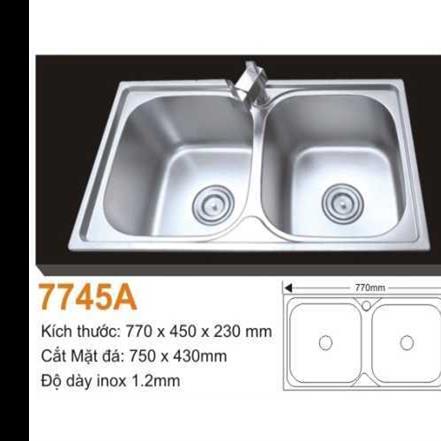 7745A
770mm
Kích thước: 770 x 450 x 230 mm
Cắt Mặt đá: 750 x 430mm
Độ dày inox 1.2mm